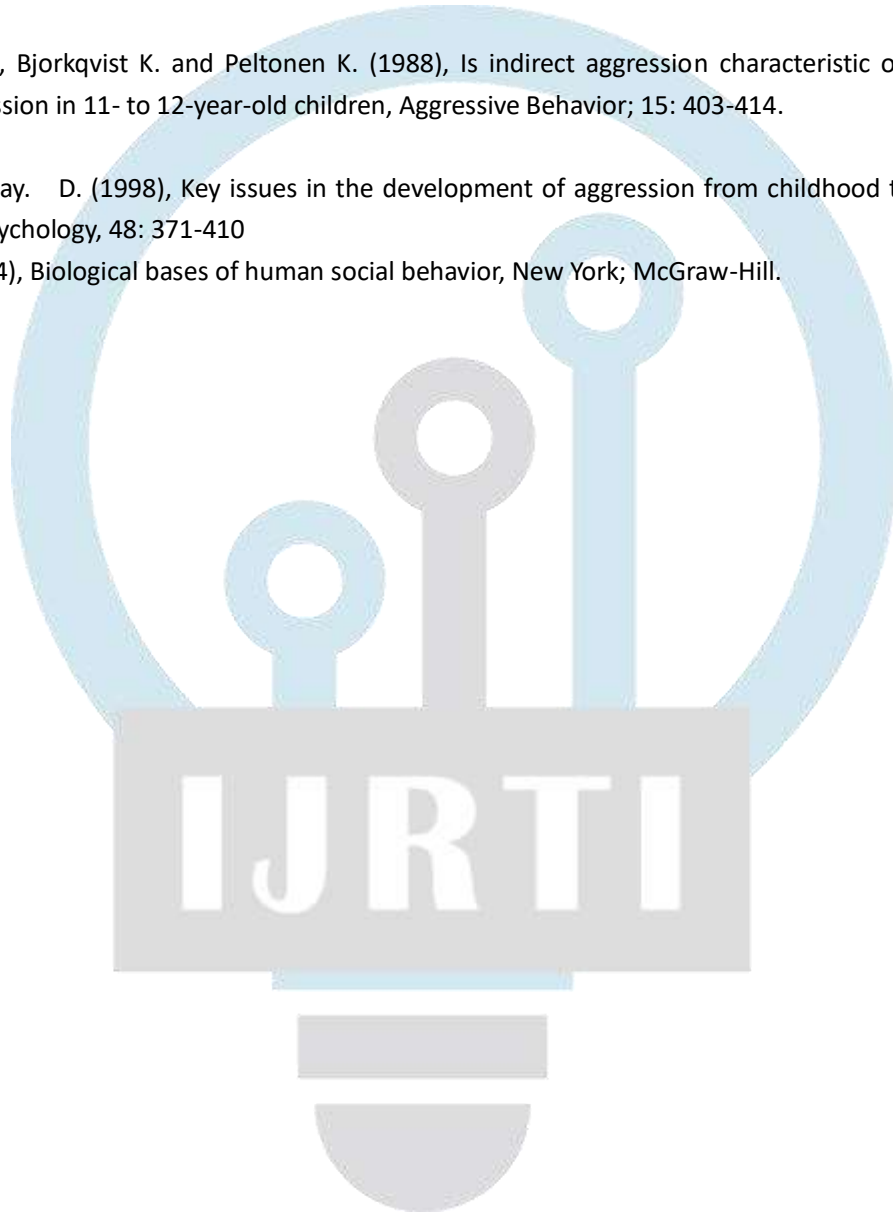 , Bjorkqvist K. and Peltonen K. (1988), Is indirect aggression characteristic o
ssion in 11- to 12-year-old children, Aggressive Behavior; 15: 403-414.
ay. D. (1998), Key issues in the development of aggression from childhood t
ychology, 48: 371-410
4), Biological bases of human social behavior, New York; McGraw-Hill.
IJRTI